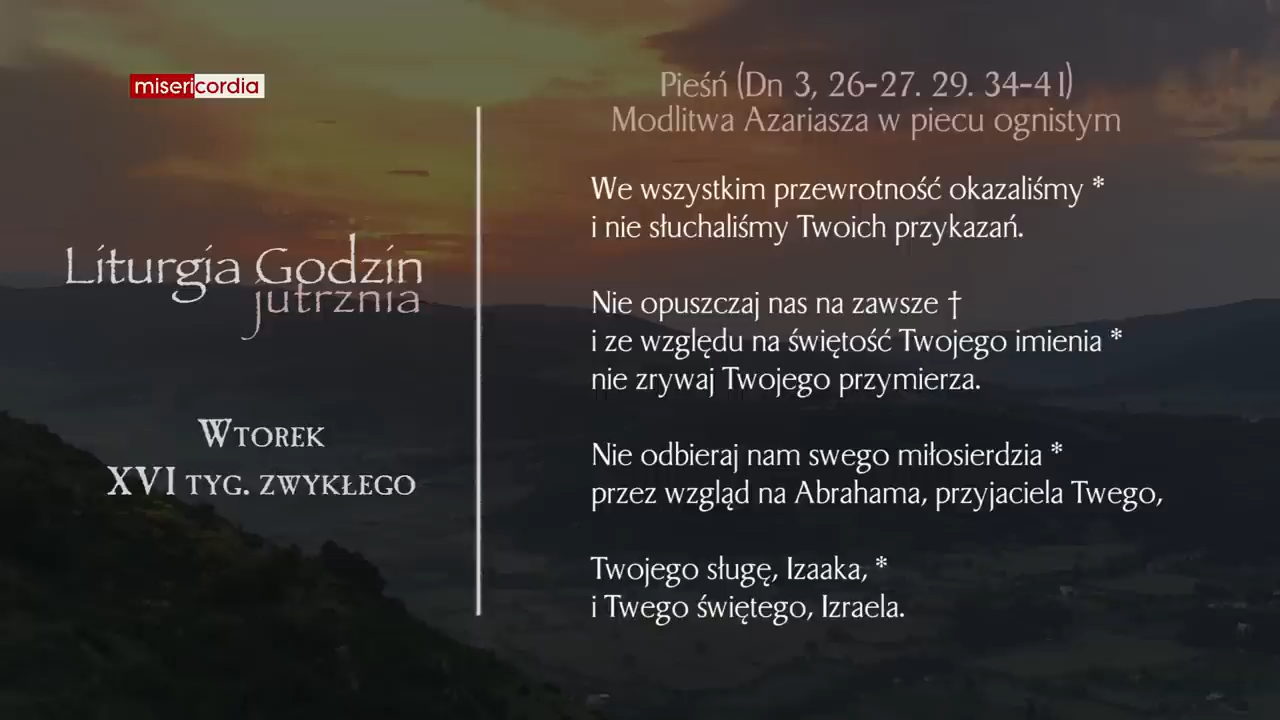 misericordia
Liturgia Godzin
jutrznia
Wtorek
XVI tyg. zwykłego
Pieśń (Dn 3, 26-27. 29. 34-41)
Modlitwa Azariasza w piecu ognistym
We wszystkim przewrotność okazaliśmy *
i nie słuchaliśmy Twoich przykazań.
Nie opuszczaj nas na zawsze †
i ze względu na świętość Twojego imienia *
nie zrywaj Twojego przymierza.
Nie odbieraj nam swego miłosierdzia *
przez wzgląd na Abrahama, przyjaciela Twego,
Twojego sługę, Izaaka, *
i Twego świętego, Izraela.